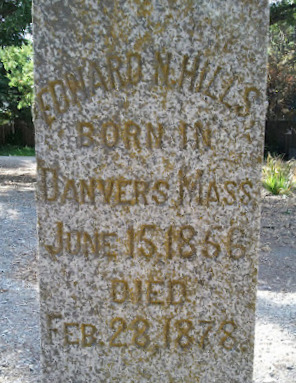 EDWARD N. HILLS
BORN IN
DANVERS, MASS.
JUNE 15, 1856
DIED
FEB. 28, 1878.